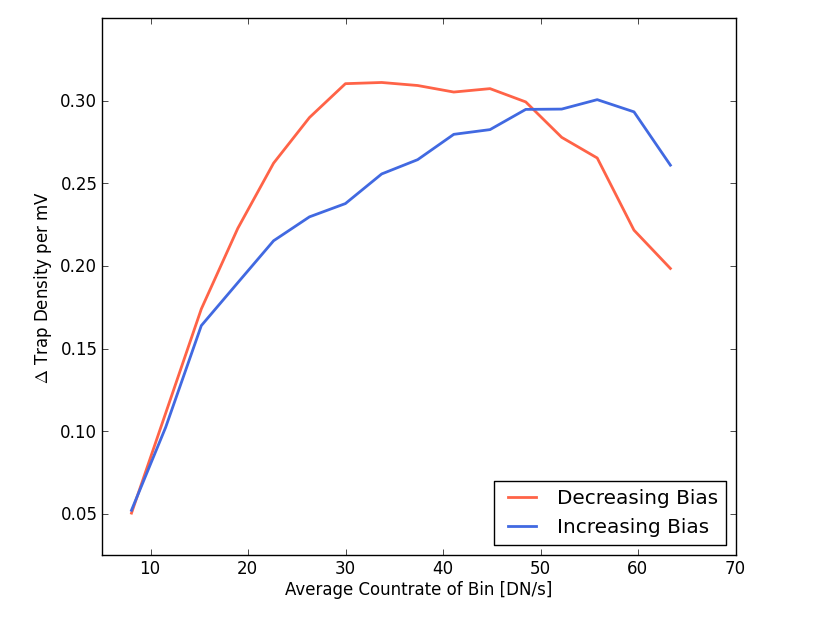 0.30
0.25
0.20
0.15
0.10
0.05
Δ Trap Density per mV
Decreasing Bias
Increasing Bias
10 20 30 40 50 60 70
Average Countrate of Bin [DN/s]